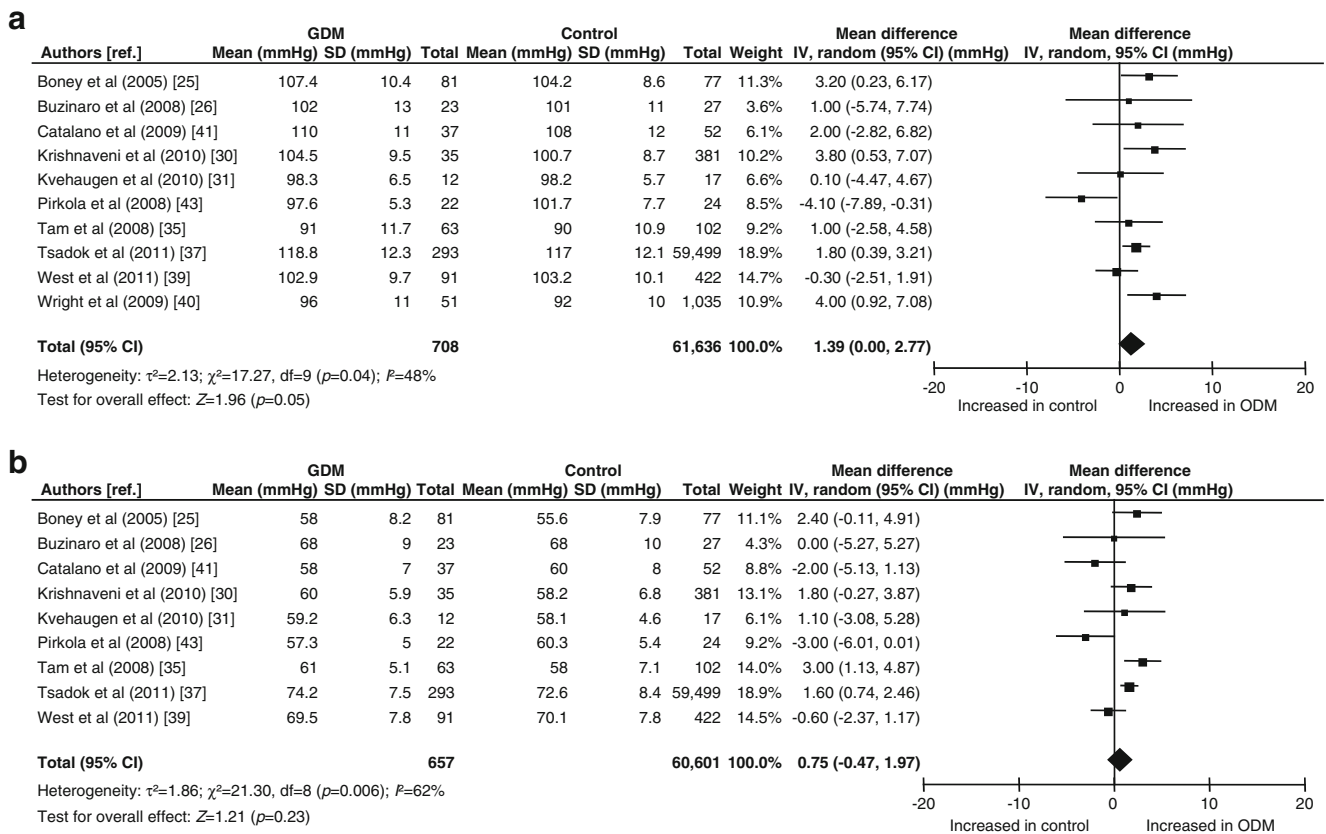 a
GDM Control Mean difference Mean difference
Authors [ref.] Mean (mmHg) SD (mmHg) Total Mean (mmHg) SD (mmHg) Total Weight IV, random (95% CI) (mmHg) IV, random, 95% CI (mmHg)
Boney et al (2005) [25] 107.4 10.4 81 104.2 8.6 77 11.3% 3.20 (0.23, 6.17)
Buzinaro et al (2008) [26] 102 13 23 101 11 27 3.6% 1.00 (-5.74, 7.74)
Catalano et al (2009) [41] 110 11 37 108 12 52 6.1% 2.00 (-2.82, 6.82)
Krishnaveni et al (2010) [30] 104.5 9.5 35 100.7 8.7 381 10.2% 3.80 (0.53, 7.07)
Kvehaugen et al (2010) [31] 98.3 6.5 12 98.2 5.7 17 6.6% 0.10 (-4.47, 4.67)
Pirkola et al (2008) [43] 97.6 5.3 22 101.7 7.7 24 8.5% -4.10 (-7.89, -0.31)
Tam et al (2008) [35] 91 11.7 63 90 10.9 102 9.2% 1.00 (-2.58, 4.58)
Tsadok et al (2011) [37] 118.8 12.3 293 117 12.1 59,499 18.9% 1.80 (0.39, 3.21)
West et al (2011) [39] 102.9 9.7 91 103.2 10.1 422 14.7% -0.30 (-2.51, 1.91)
Wright et al (2009) [40] 96 11 51 92 10 1,035 10.9% 4.00 (0.92, 7.08)
Total (95% CI) 708 61,636 100.0% 1.39 (0.00, 2.77)
Heterogeneity: τ²=2.13; χ²=17.27, df=9 (p=0.04); I²=48%
Test for overall effect: Z=1.96 (p=0.05)
-20 -10 0 10 20
Increased in control Increased in ODM
b
GDM Control Mean difference Mean difference
Authors [ref.] Mean (mmHg) SD (mmHg) Total Mean (mmHg) SD (mmHg) Total Weight IV, random (95% CI) (mmHg) IV, random, 95% CI (mmHg)
Boney et al (2005) [25] 58 8.2 81 55.6 7.9 77 11.1% 2.40 (-0.11, 4.91)
Buzinaro et al (2008) [26] 68 9 23 68 10 27 4.3% 0.00 (-5.27, 5.27)
Catalano et al (2009) [41] 58 7 37 60 8 52 8.8% -2.00 (-5.13, 1.13)
Krishnaveni et al (2010) [30] 60 5.9 35 58.2 6.8 381 13.1% 1.80 (-0.27, 3.87)
Kvehaugen et al (2010) [31] 59.2 6.3 12 58.1 4.6 17 6.1% 1.10 (-3.08, 5.28)
Pirkola et al (2008) [43] 57.3 5 22 60.3 5.4 24 9.2% -3.00 (-6.01, 0.01)
Tam et al (2008) [35] 61 5.1 63 58 7.1 102 14.0% 3.00 (1.13, 4.87)
Tsadok et al (2011) [37] 74.2 7.5 293 72.6 8.4 59,499 18.9% 1.60 (0.74, 2.46)
West et al (2011) [39] 69.5 7.8 91 70.1 7.8 422 14.5% -0.60 (-2.37, 1.17)
Total (95% CI) 657 60,601 100.0% 0.75 (-0.47, 1.97)
Heterogeneity: τ²=1.86; χ²=21.30, df=8 (p=0.006); I²=62%
Test for overall effect: Z=1.21 (p=0.23)
-20 -10 0 10 20
Increased in control Increased in ODM